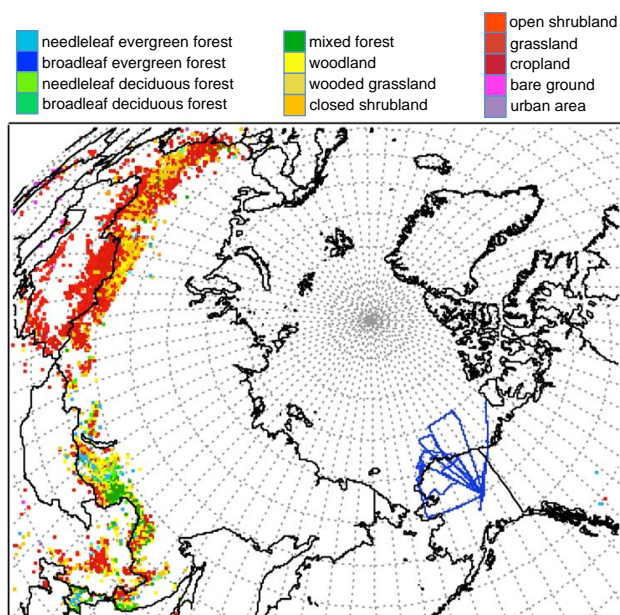 needleleaf evergreen forest
broadleaf evergreen forest
needleleaf deciduous forest
broadleaf deciduous forest
mixed forest
woodland
wooded grassland
closed shrubland
open shrubland
grassland
cropland
bare ground
urban area